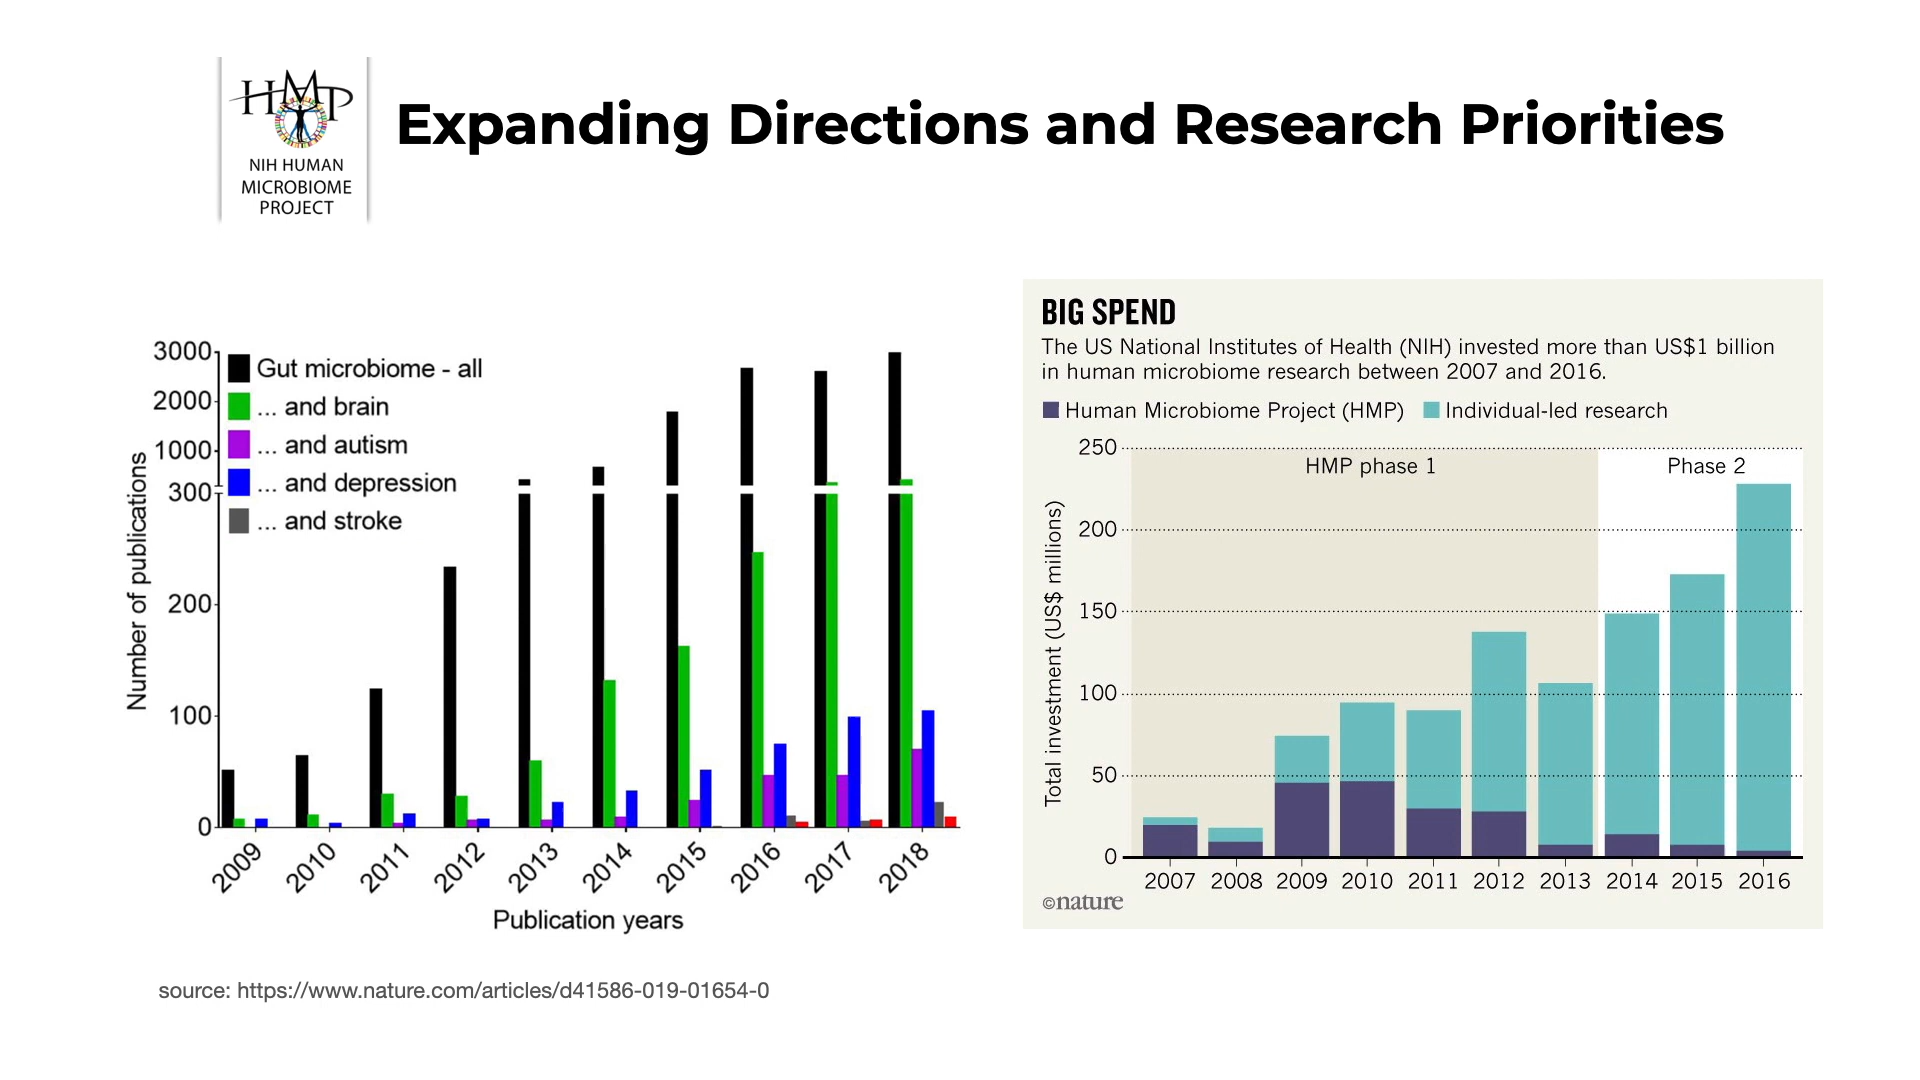 HMP
NIH HUMAN
MICROBIOME
PROJECT
Expanding Directions and Research Priorities
Number of publications
3000
2000
1000
300
200
100
0
Gut microbiome - all
... and brain
... and autism
... and depression
... and stroke
2009
2010
2011
2012
2013
2014
2015
2016
2017
2018
Publication years
BIG SPEND
The US National Institutes of Health (NIH) invested more than US$1 billion
in human microbiome research between 2007 and 2016.
Human Microbiome Project (HMP)
Individual-led research
Total investment (US$ millions)
250
200
150
100
50
0
HMP phase 1
Phase 2
2007
2008
2009
2010
2011
2012
2013
2014
2015
2016
©nature
source: https://www.nature.com/articles/d41586-019-01654-0